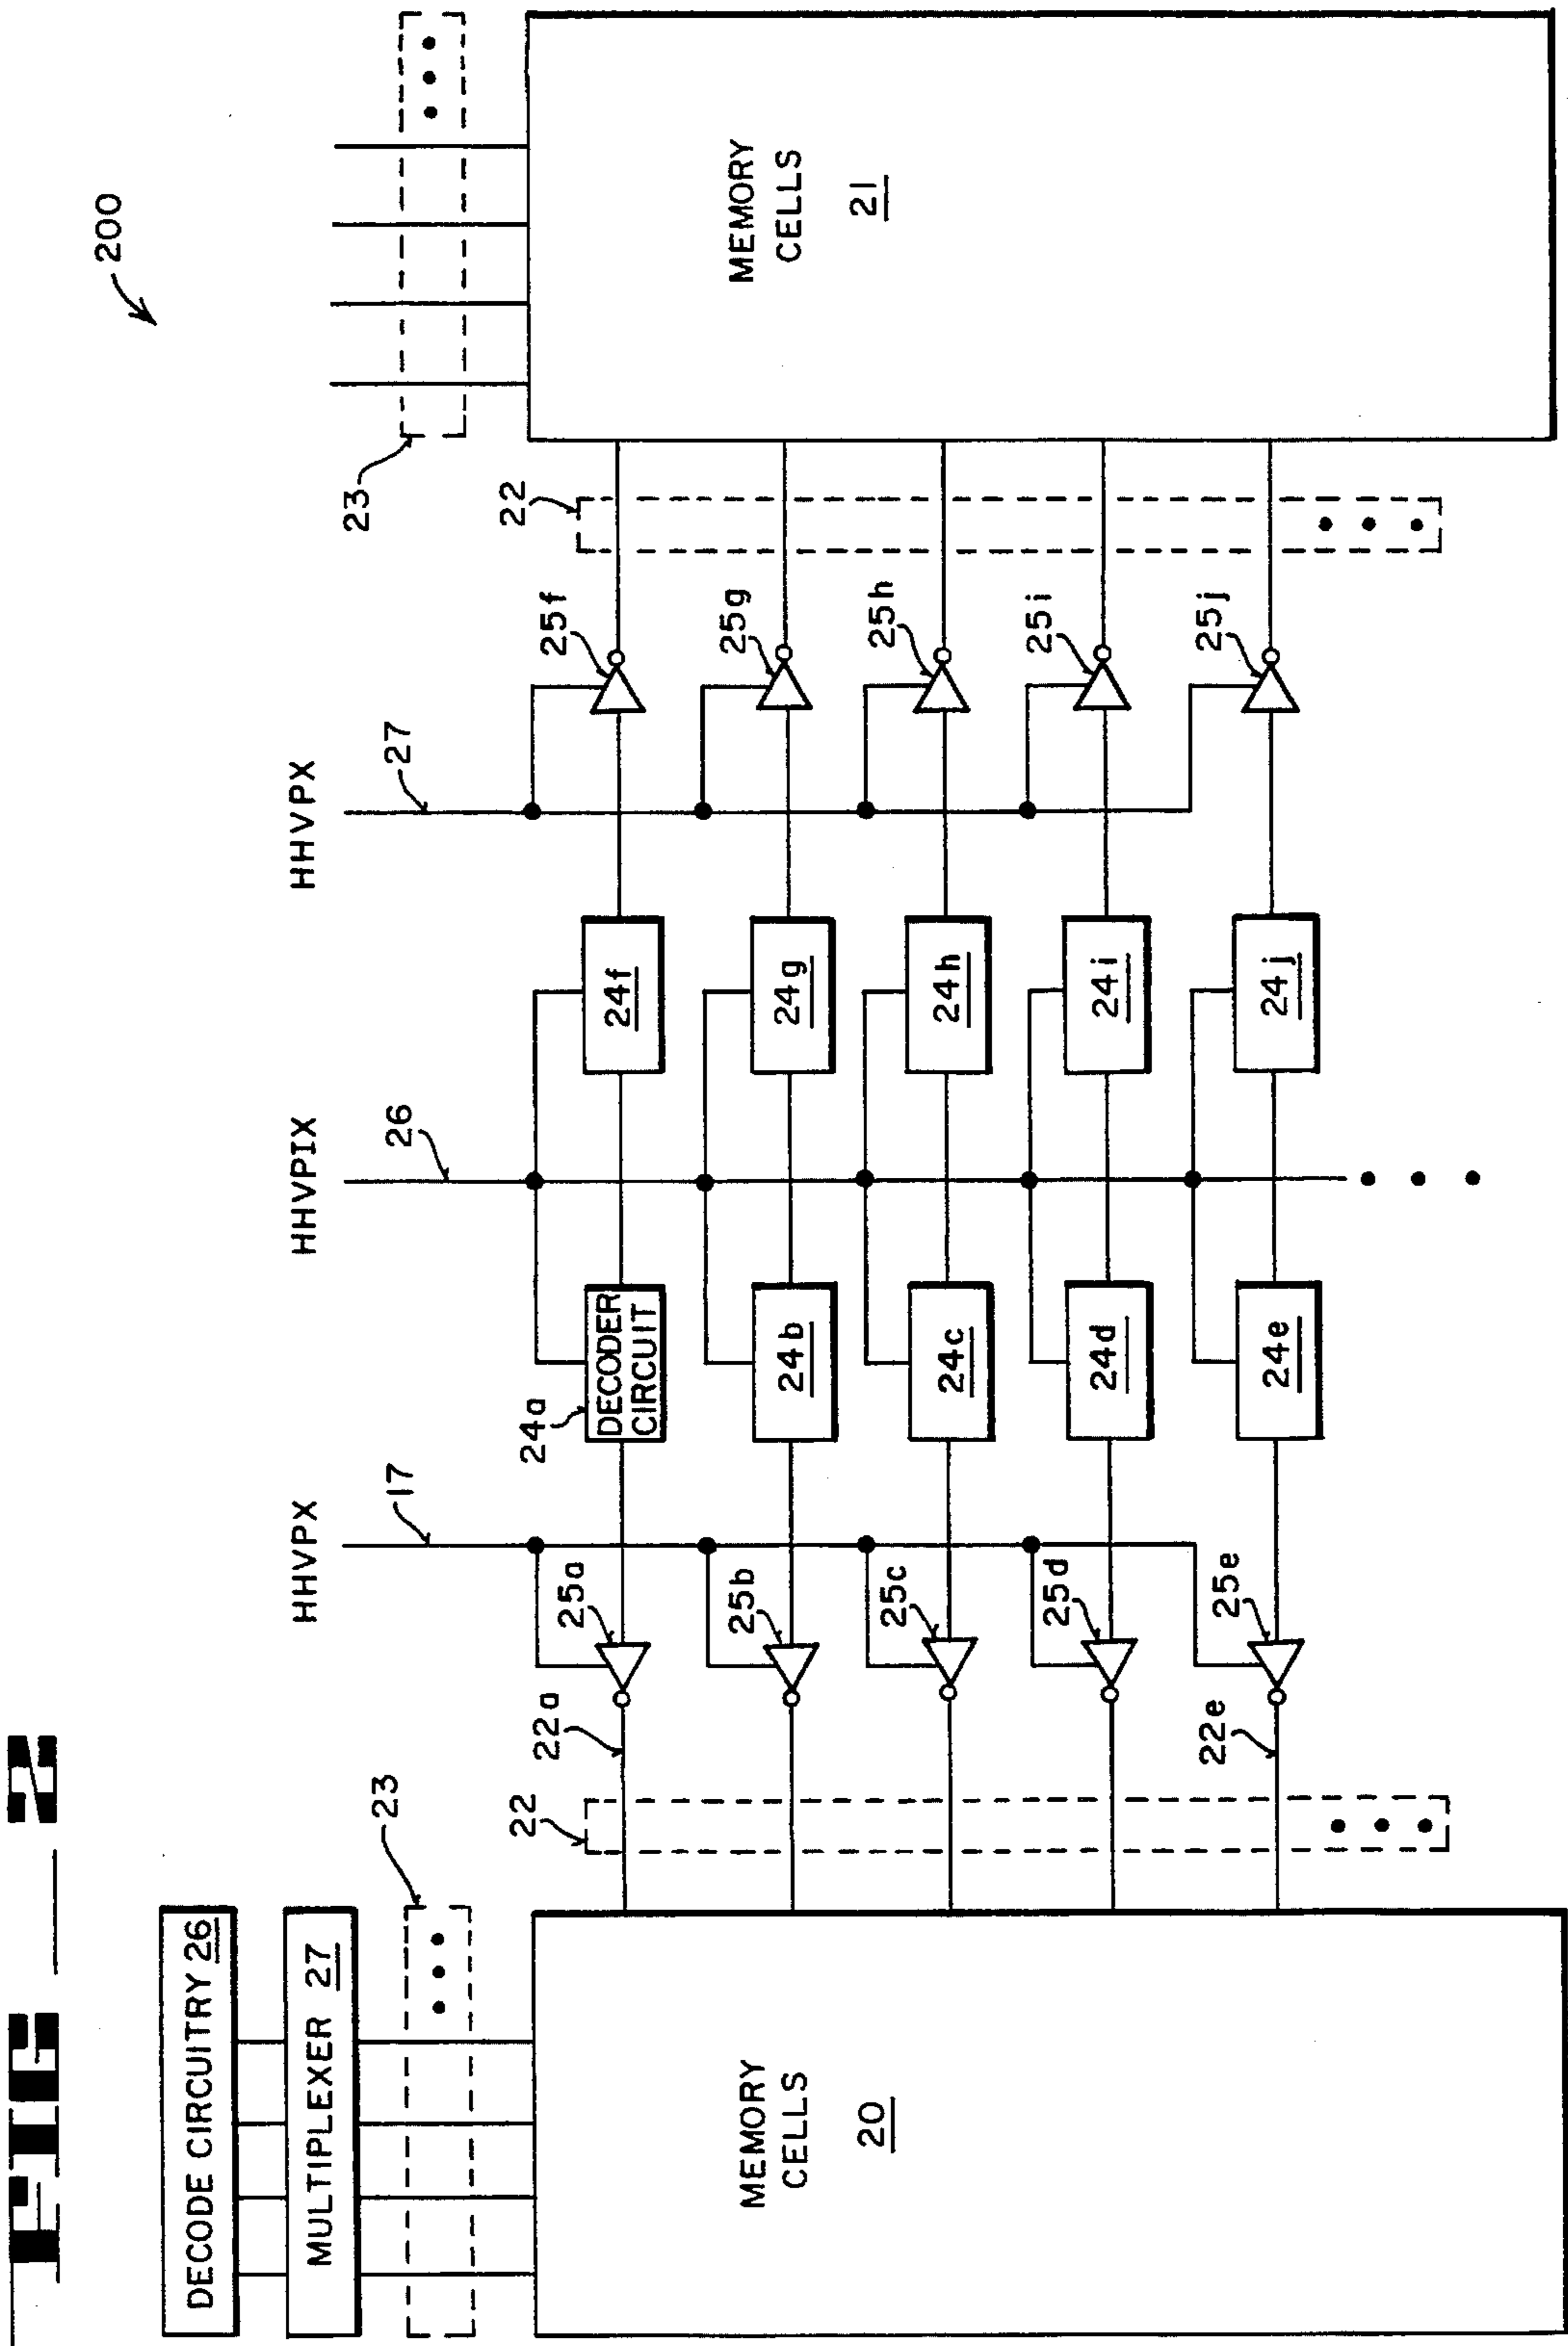 FIG_2
200
DECODE CIRCUITRY 26
MULTIPLEXER 27
23
23
HHVPX
HHVPIX
HHVPX
17
26
27
22
22a
25a
24a
DECODER
CIRCUIT
24f
25f
22
25b
24b
24g
25g
MEMORY
CELLS
20
25c
24c
24h
25h
MEMORY
CELLS
21
25d
24d
24i
25i
22e
25e
24e
24j
25j